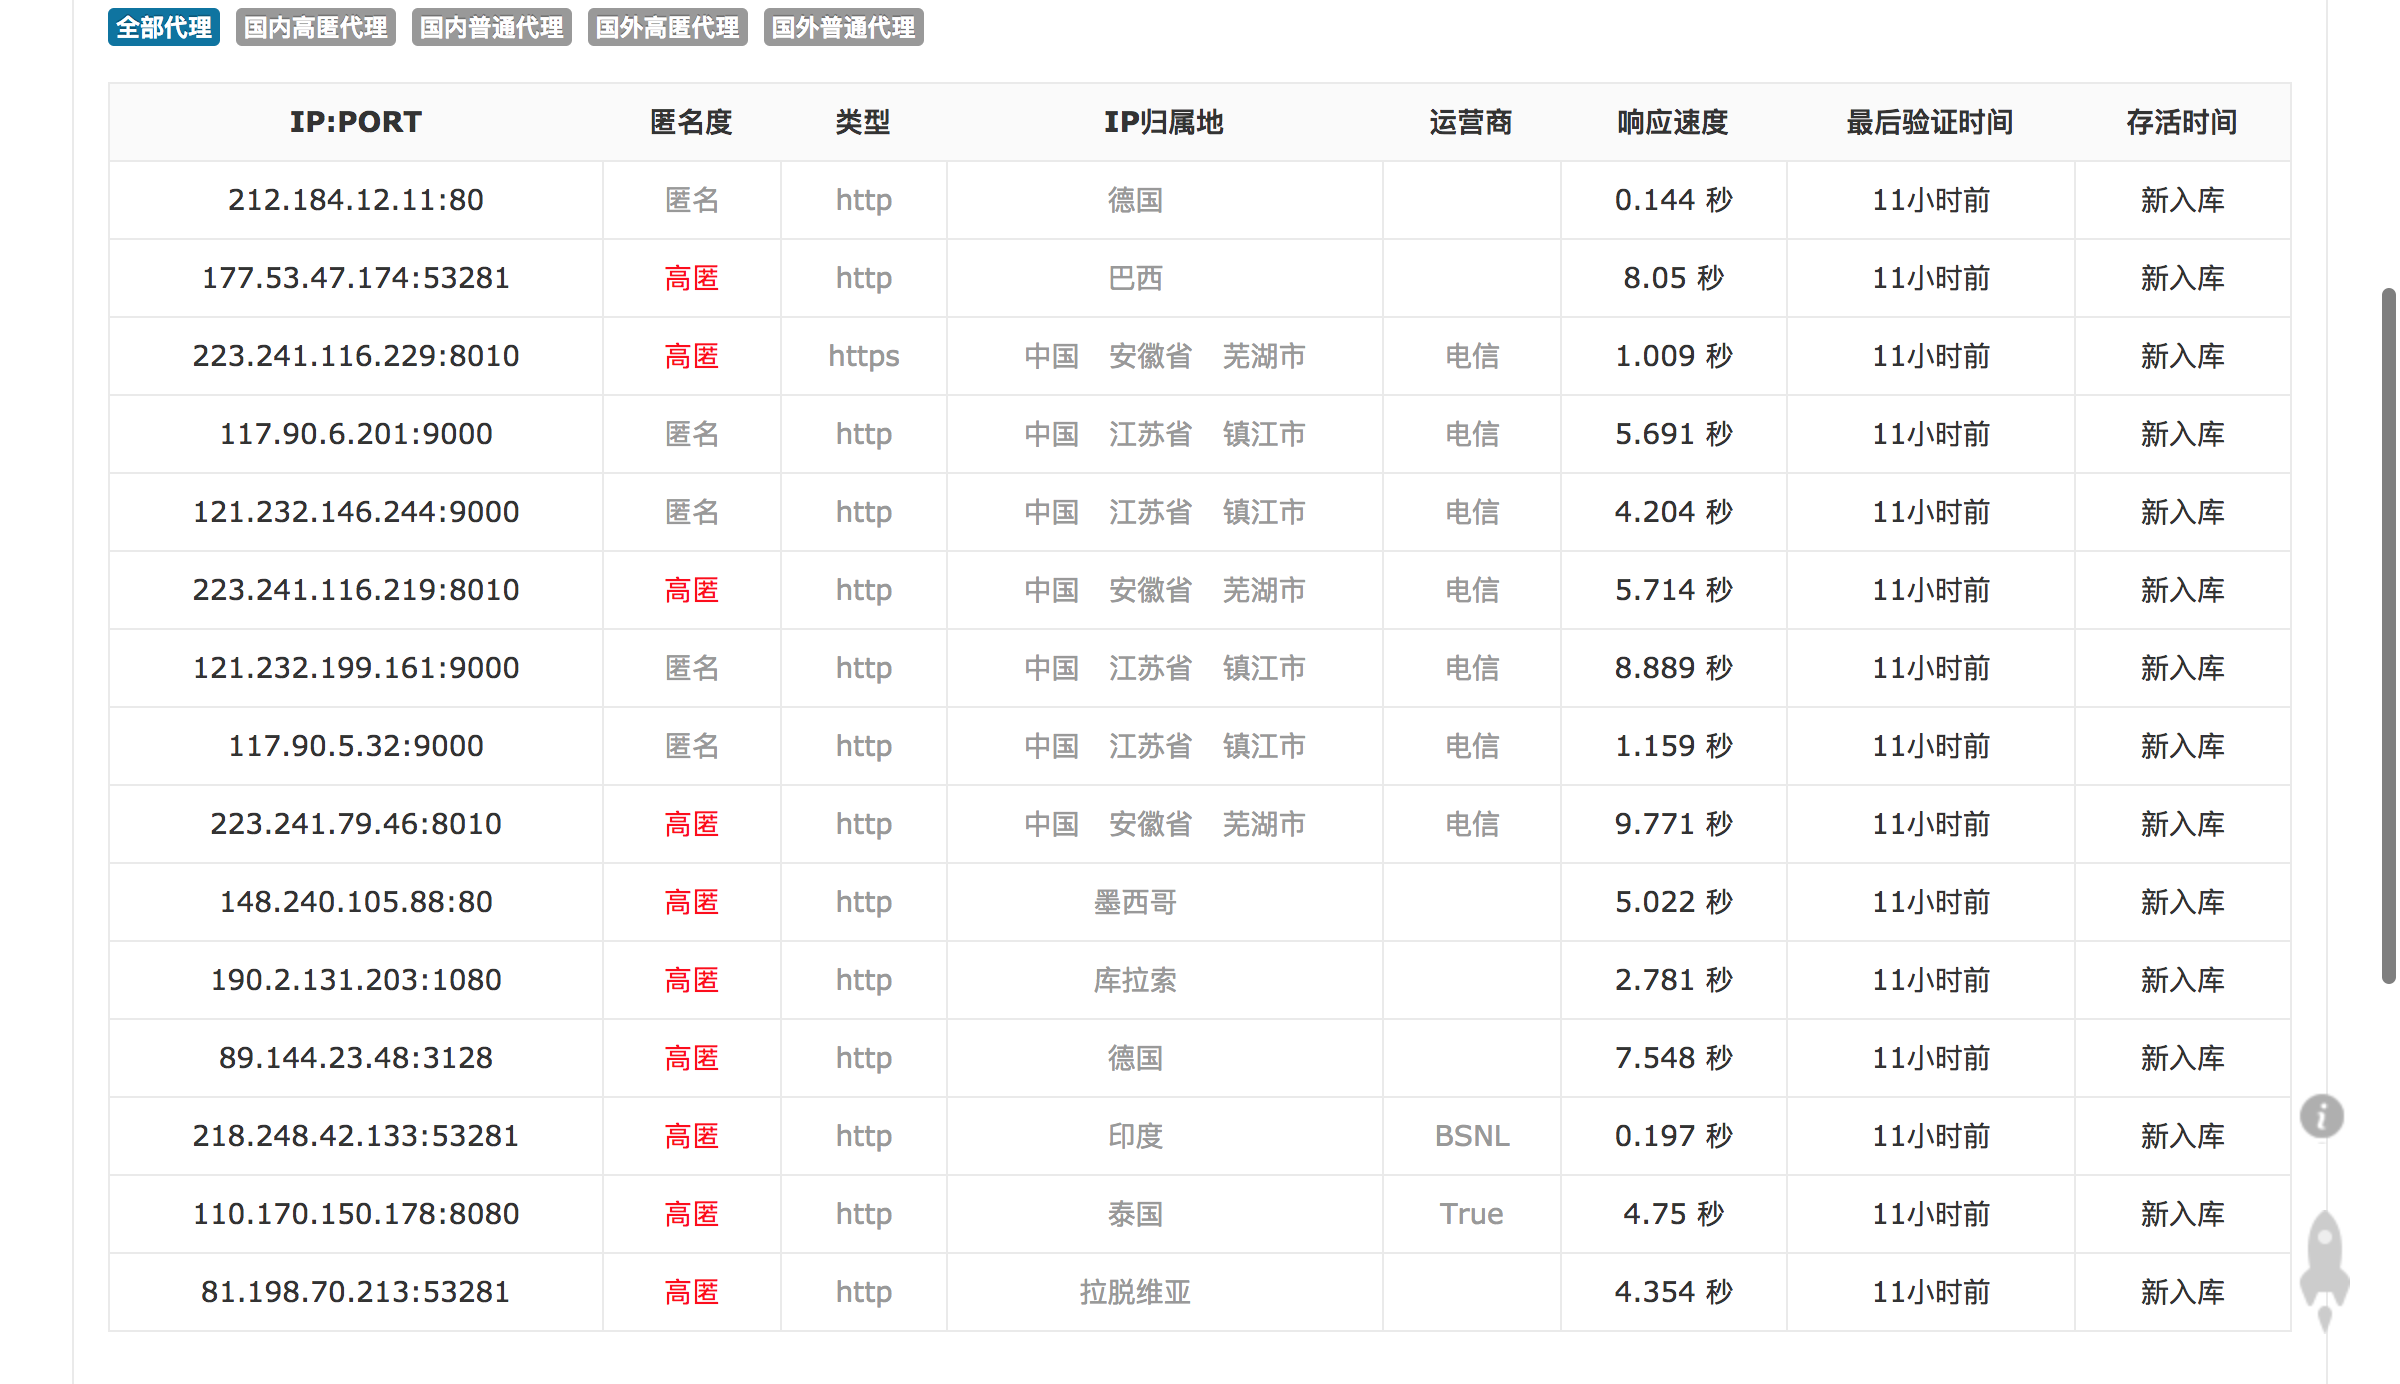 全部代理 国内高匿代理 国内普通代理 国外高匿代理 国外普通代理
IP:PORT 匿名度 类型 IP归属地 运营商 响应速度 最后验证时间 存活时间
212.184.12.11:80 匿名 http 德国 0.144 秒 11小时前 新入库
177.53.47.174:53281 高匿 http 巴西 8.05 秒 11小时前 新入库
223.241.116.229:8010 高匿 https 中国 安徽省 芜湖市 电信 1.009 秒 11小时前 新入库
117.90.6.201:9000 匿名 http 中国 江苏省 镇江市 电信 5.691 秒 11小时前 新入库
121.232.146.244:9000 匿名 http 中国 江苏省 镇江市 电信 4.204 秒 11小时前 新入库
223.241.116.219:8010 高匿 http 中国 安徽省 芜湖市 电信 5.714 秒 11小时前 新入库
121.232.199.161:9000 匿名 http 中国 江苏省 镇江市 电信 8.889 秒 11小时前 新入库
117.90.5.32:9000 匿名 http 中国 江苏省 镇江市 电信 1.159 秒 11小时前 新入库
223.241.79.46:8010 高匿 http 中国 安徽省 芜湖市 电信 9.771 秒 11小时前 新入库
148.240.105.88:80 高匿 http 墨西哥 5.022 秒 11小时前 新入库
190.2.131.203:1080 高匿 http 库拉索 2.781 秒 11小时前 新入库
89.144.23.48:3128 高匿 http 德国 7.548 秒 11小时前 新入库
218.248.42.133:53281 高匿 http 印度 BSNL 0.197 秒 11小时前 新入库
110.170.150.178:8080 高匿 http 泰国 True 4.75 秒 11小时前 新入库
81.198.70.213:53281 高匿 http 拉脱维亚 4.354 秒 11小时前 新入库